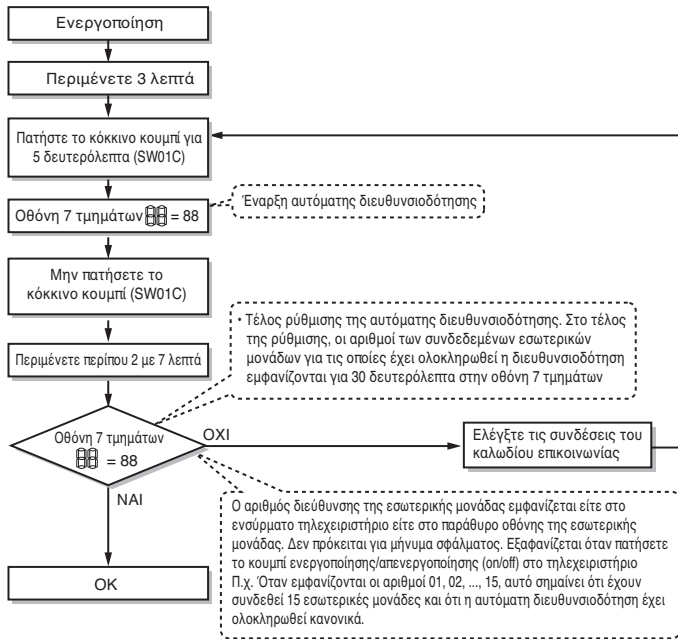 Ενεργοποίηση
Περιμένετε 3 λεπτά
Πατήστε το κόκκινο κουμπί για
5 δευτερόλεπτα (SW01C)
Οθόνη 7 τμημάτων 88 = 88
Έναρξη αυτόματης διευθυνσιοδότησης
Μην πατήσετε το
κόκκινο κουμπί (SW01C)
• Τέλος ρύθμισης της αυτόματης διευθυνσιοδότησης. Στο τέλος
της ρύθμισης, οι αριθμοί των συνδεδεμένων εσωτερικών
μονάδων για τις οποίες έχει ολοκληρωθεί η διευθυνσιοδότηση
εμφανίζονται για 30 δευτερόλεπτα στην οθόνη 7 τμημάτων
Περιμένετε περίπου 2 με 7 λεπτά
Οθόνη 7 τμημάτων
88 = 88
ΟΧΙ
Ελέγξτε τις συνδέσεις του
καλωδίου επικοινωνίας
ΝΑΙ
Ο αριθμός διεύθυνσης της εσωτερικής μονάδας εμφανίζεται είτε στο
ενσύρματο τηλεχειριστήριο είτε στο παράθυρο οθόνης της εσωτερικής
μονάδας. Δεν πρόκειται για μήνυμα σφάλματος. Εξαφανίζεται όταν πατήσετε
το κουμπί ενεργοποίησης/απενεργοποίησης (on/off) στο τηλεχειριστήριο
Π.χ. Όταν εμφανίζονται οι αριθμοί 01, 02, ..., 15, αυτό σημαίνει ότι έχουν
συνδεθεί 15 εσωτερικές μονάδες και ότι η αυτόματη διευθυνσιοδότηση έχει
ολοκληρωθεί κανονικά.
OK